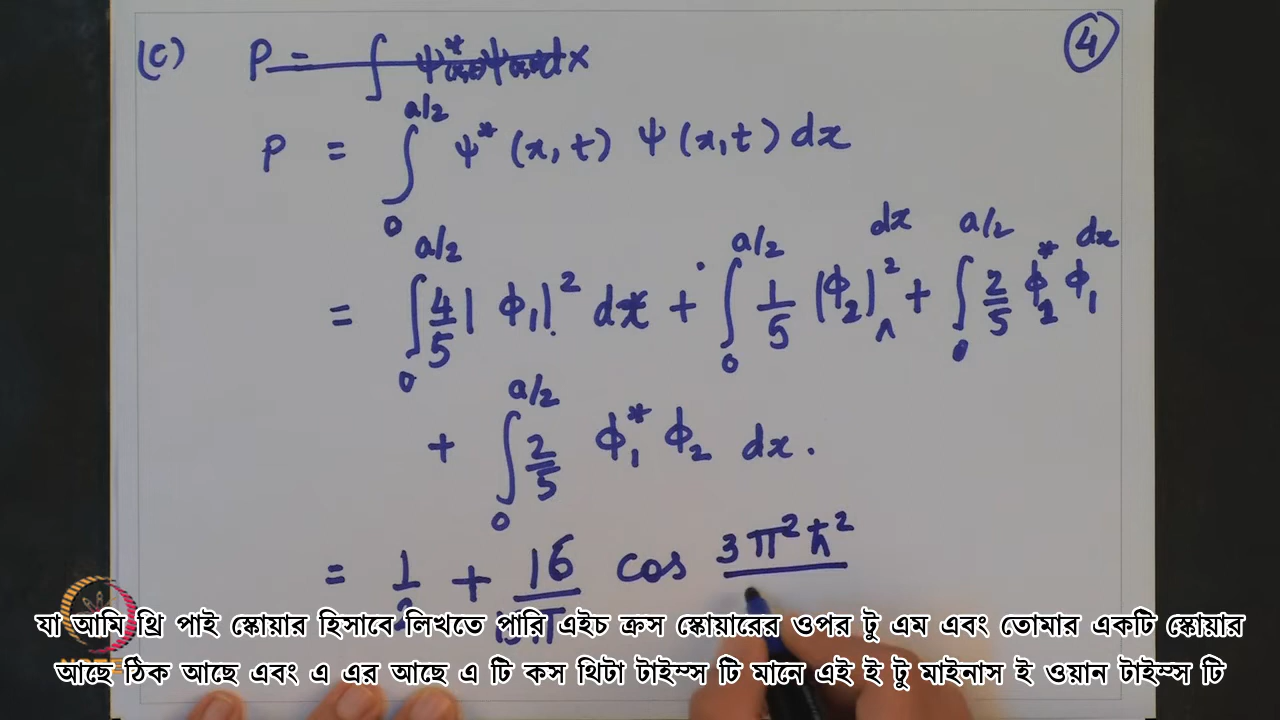 (c) P = ∫ ψ*(x,t) ψ(x,t) dx
4
P = ∫₀^{a/2} ψ*(x,t) ψ(x,t) dx
= ∫₀^{a/2} 4/5 |ϕ₁|² dx + ∫₀^{a/2} 1/5 |ϕ₂|² dx + ∫₀^{a/2} 2/5 ϕ₂* ϕ₁ dx
+ ∫₀^{a/2} 2/5 ϕ₁* ϕ₂ dx.
= 1/2 + 16/15π cos 3π²ħ²
যা আমি থ্রি পাই স্কোয়ার হিসাবে লিখতে পারি এইচ ক্রস স্কোয়ারের ওপর টু এম এবং তোমার একটি স্কোয়ার
আছে ঠিক আছে এবং এ এর আছে এ টি কস থিটা টাইম্স টি মানে এই ই টু মাইনাস ই ওয়ান টাইম্স টি